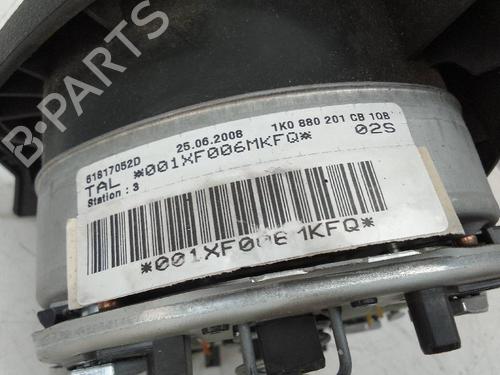 61817052D 25.06.2008 1K0 880 201 CB 1QB
TAL *001XF006MKFQ* 02S
Station : 3
*001XF006MKFQ*
B-Parts